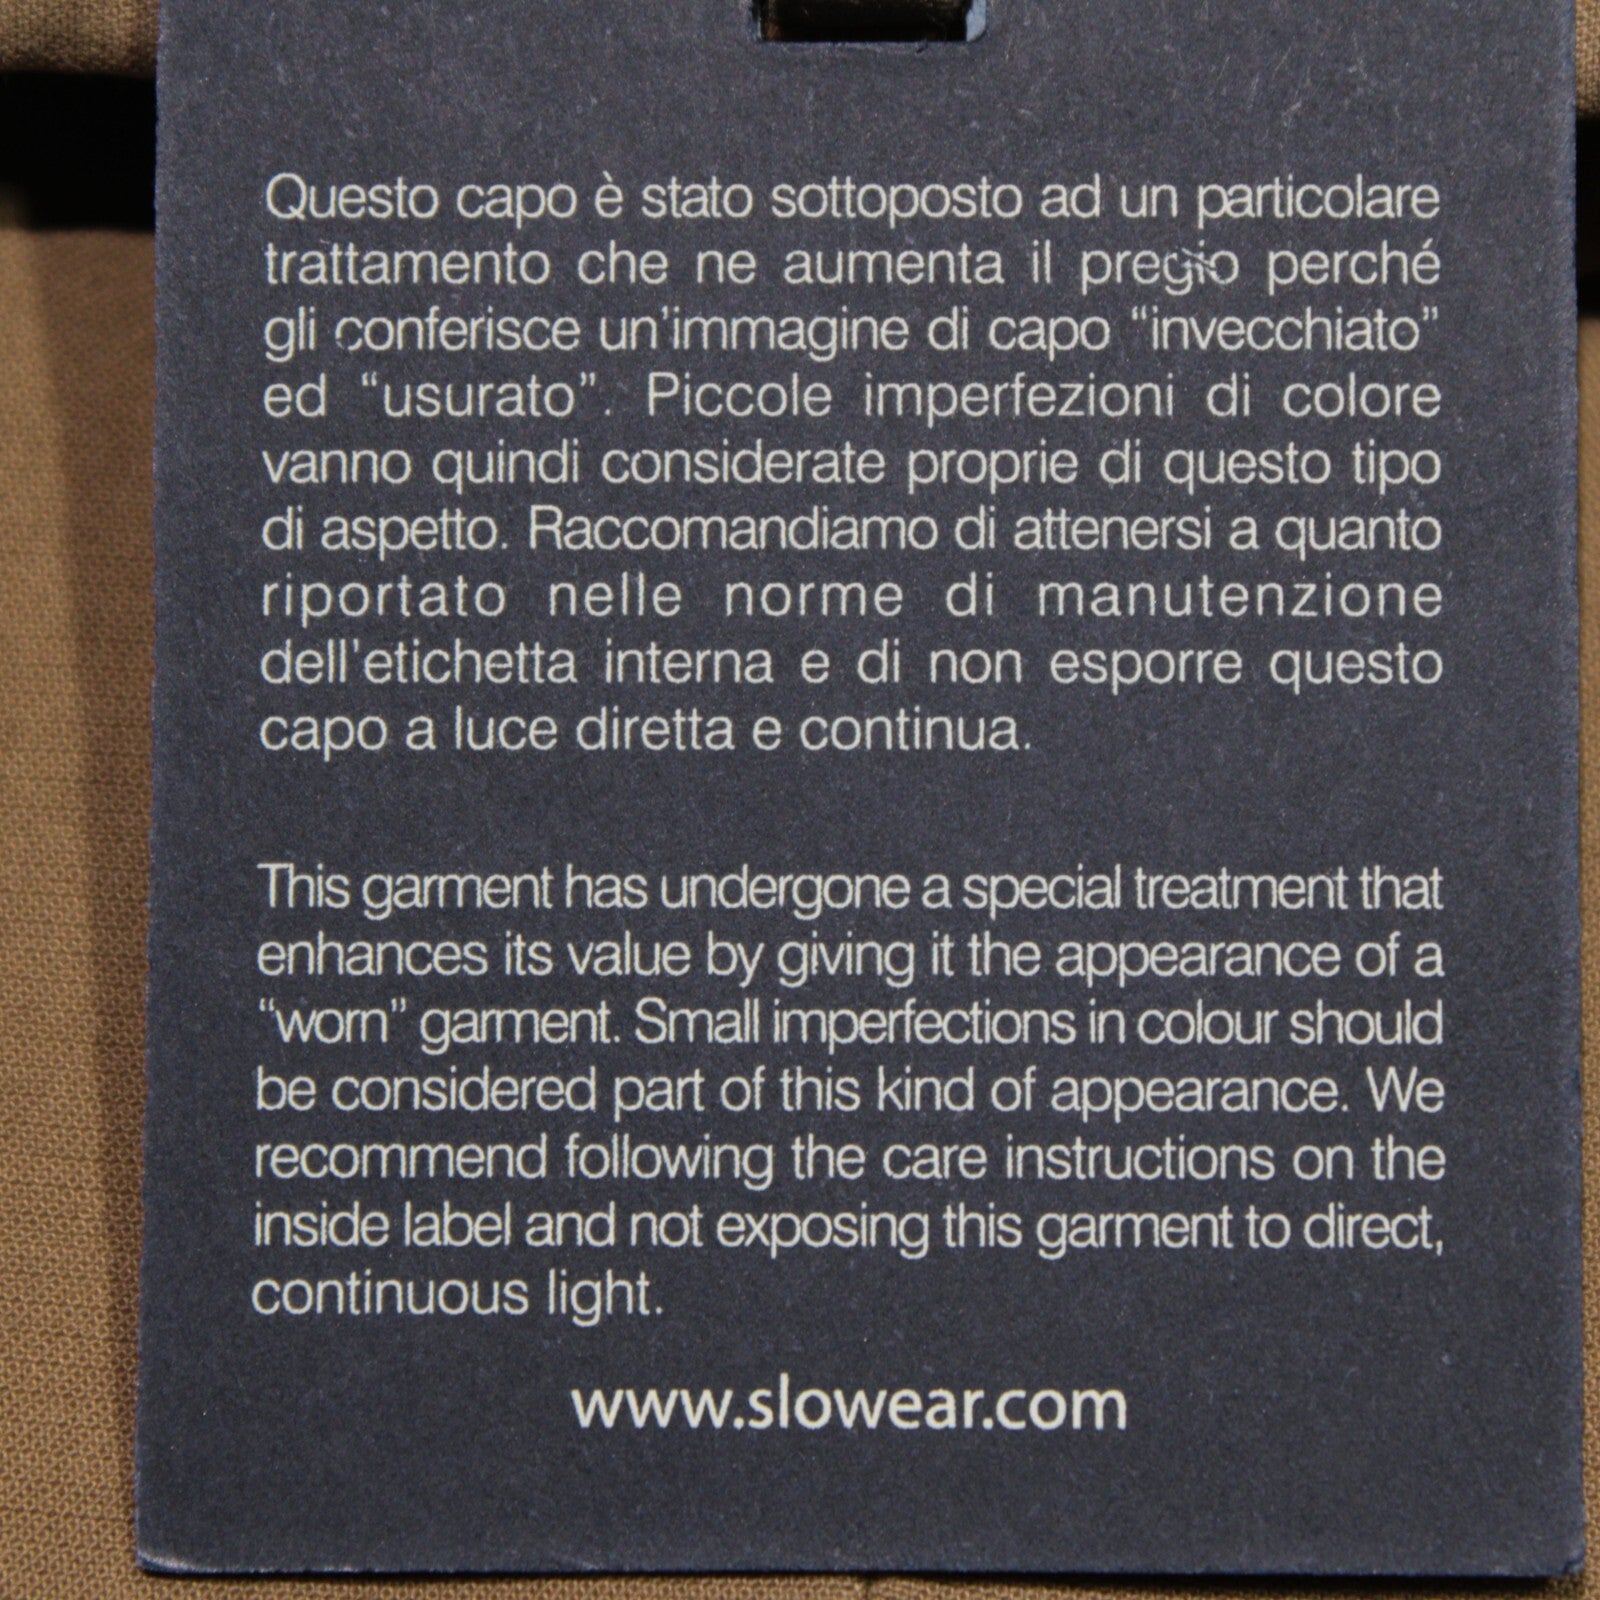 Questo capo è stato sottoposto ad un particolare
trattamento che ne aumenta il pregio perché
gli conferisce un'immagine di capo “invecchiato”
ed “usurato”. Piccole imperfezioni di colore
vanno quindi considerate proprie di questo tipo
di aspetto. Raccomandiamo di attenersi a quanto
riportato nelle norme di manutenzione
dell'etichetta interna e di non esporre questo
capo a luce diretta e continua.
This garment has undergone a special treatment that
enhances its value by giving it the appearance of a
“worn” garment. Small imperfections in colour should
be considered part of this kind of appearance. We
recommend following the care instructions on the
inside label and not exposing this garment to direct,
continuous light.
www.slowear.com